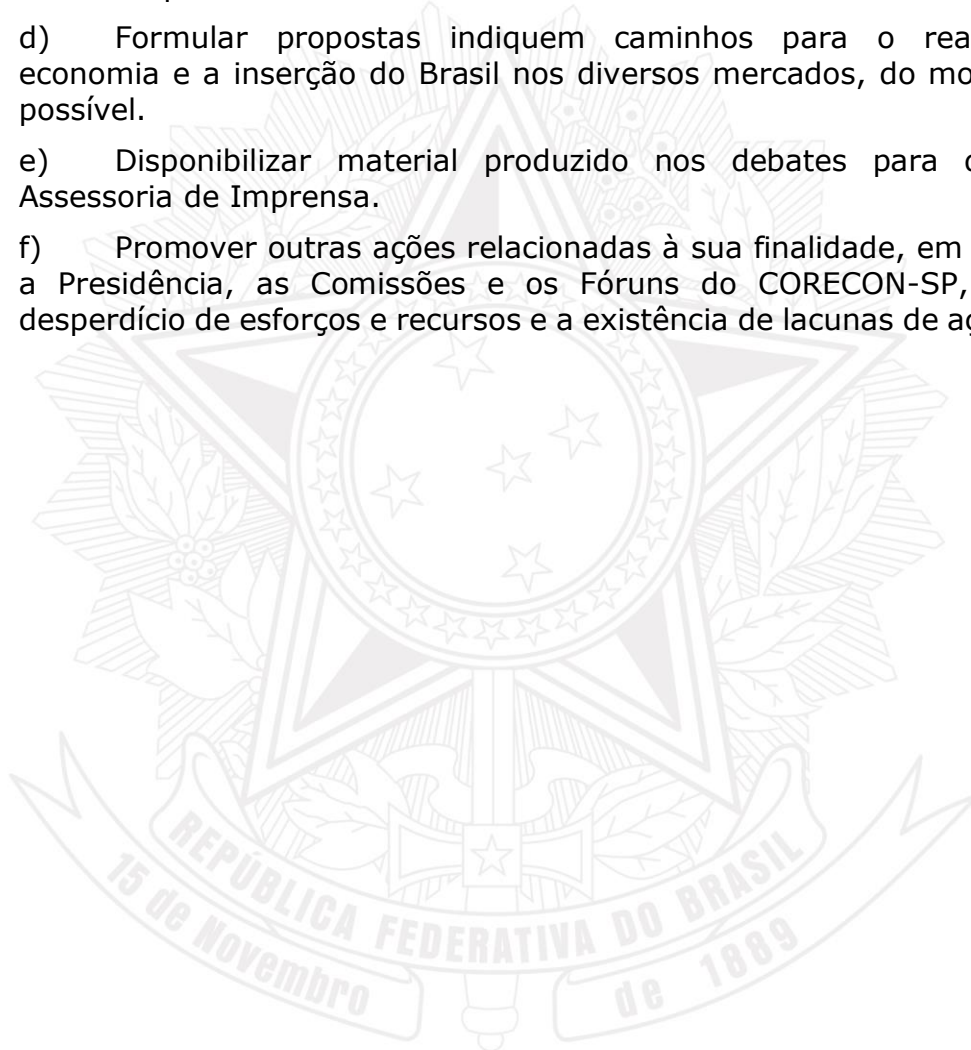 d) Formular propostas indiquem caminhos para o rea
economia e a inserção do Brasil nos diversos mercados, do mo
possível.
e) Disponibilizar material produzido nos debates para
Assessoria de Imprensa.
f) Promover outras ações relacionadas à sua finalidade, em
a Presidência, as Comissões e os Fóruns do CORECON-SP,
desperdício de esforços e recursos e a existência de lacunas de
REPÚBLICA FEDERATIVA DO BRASIL
15 de Novembro de 1889